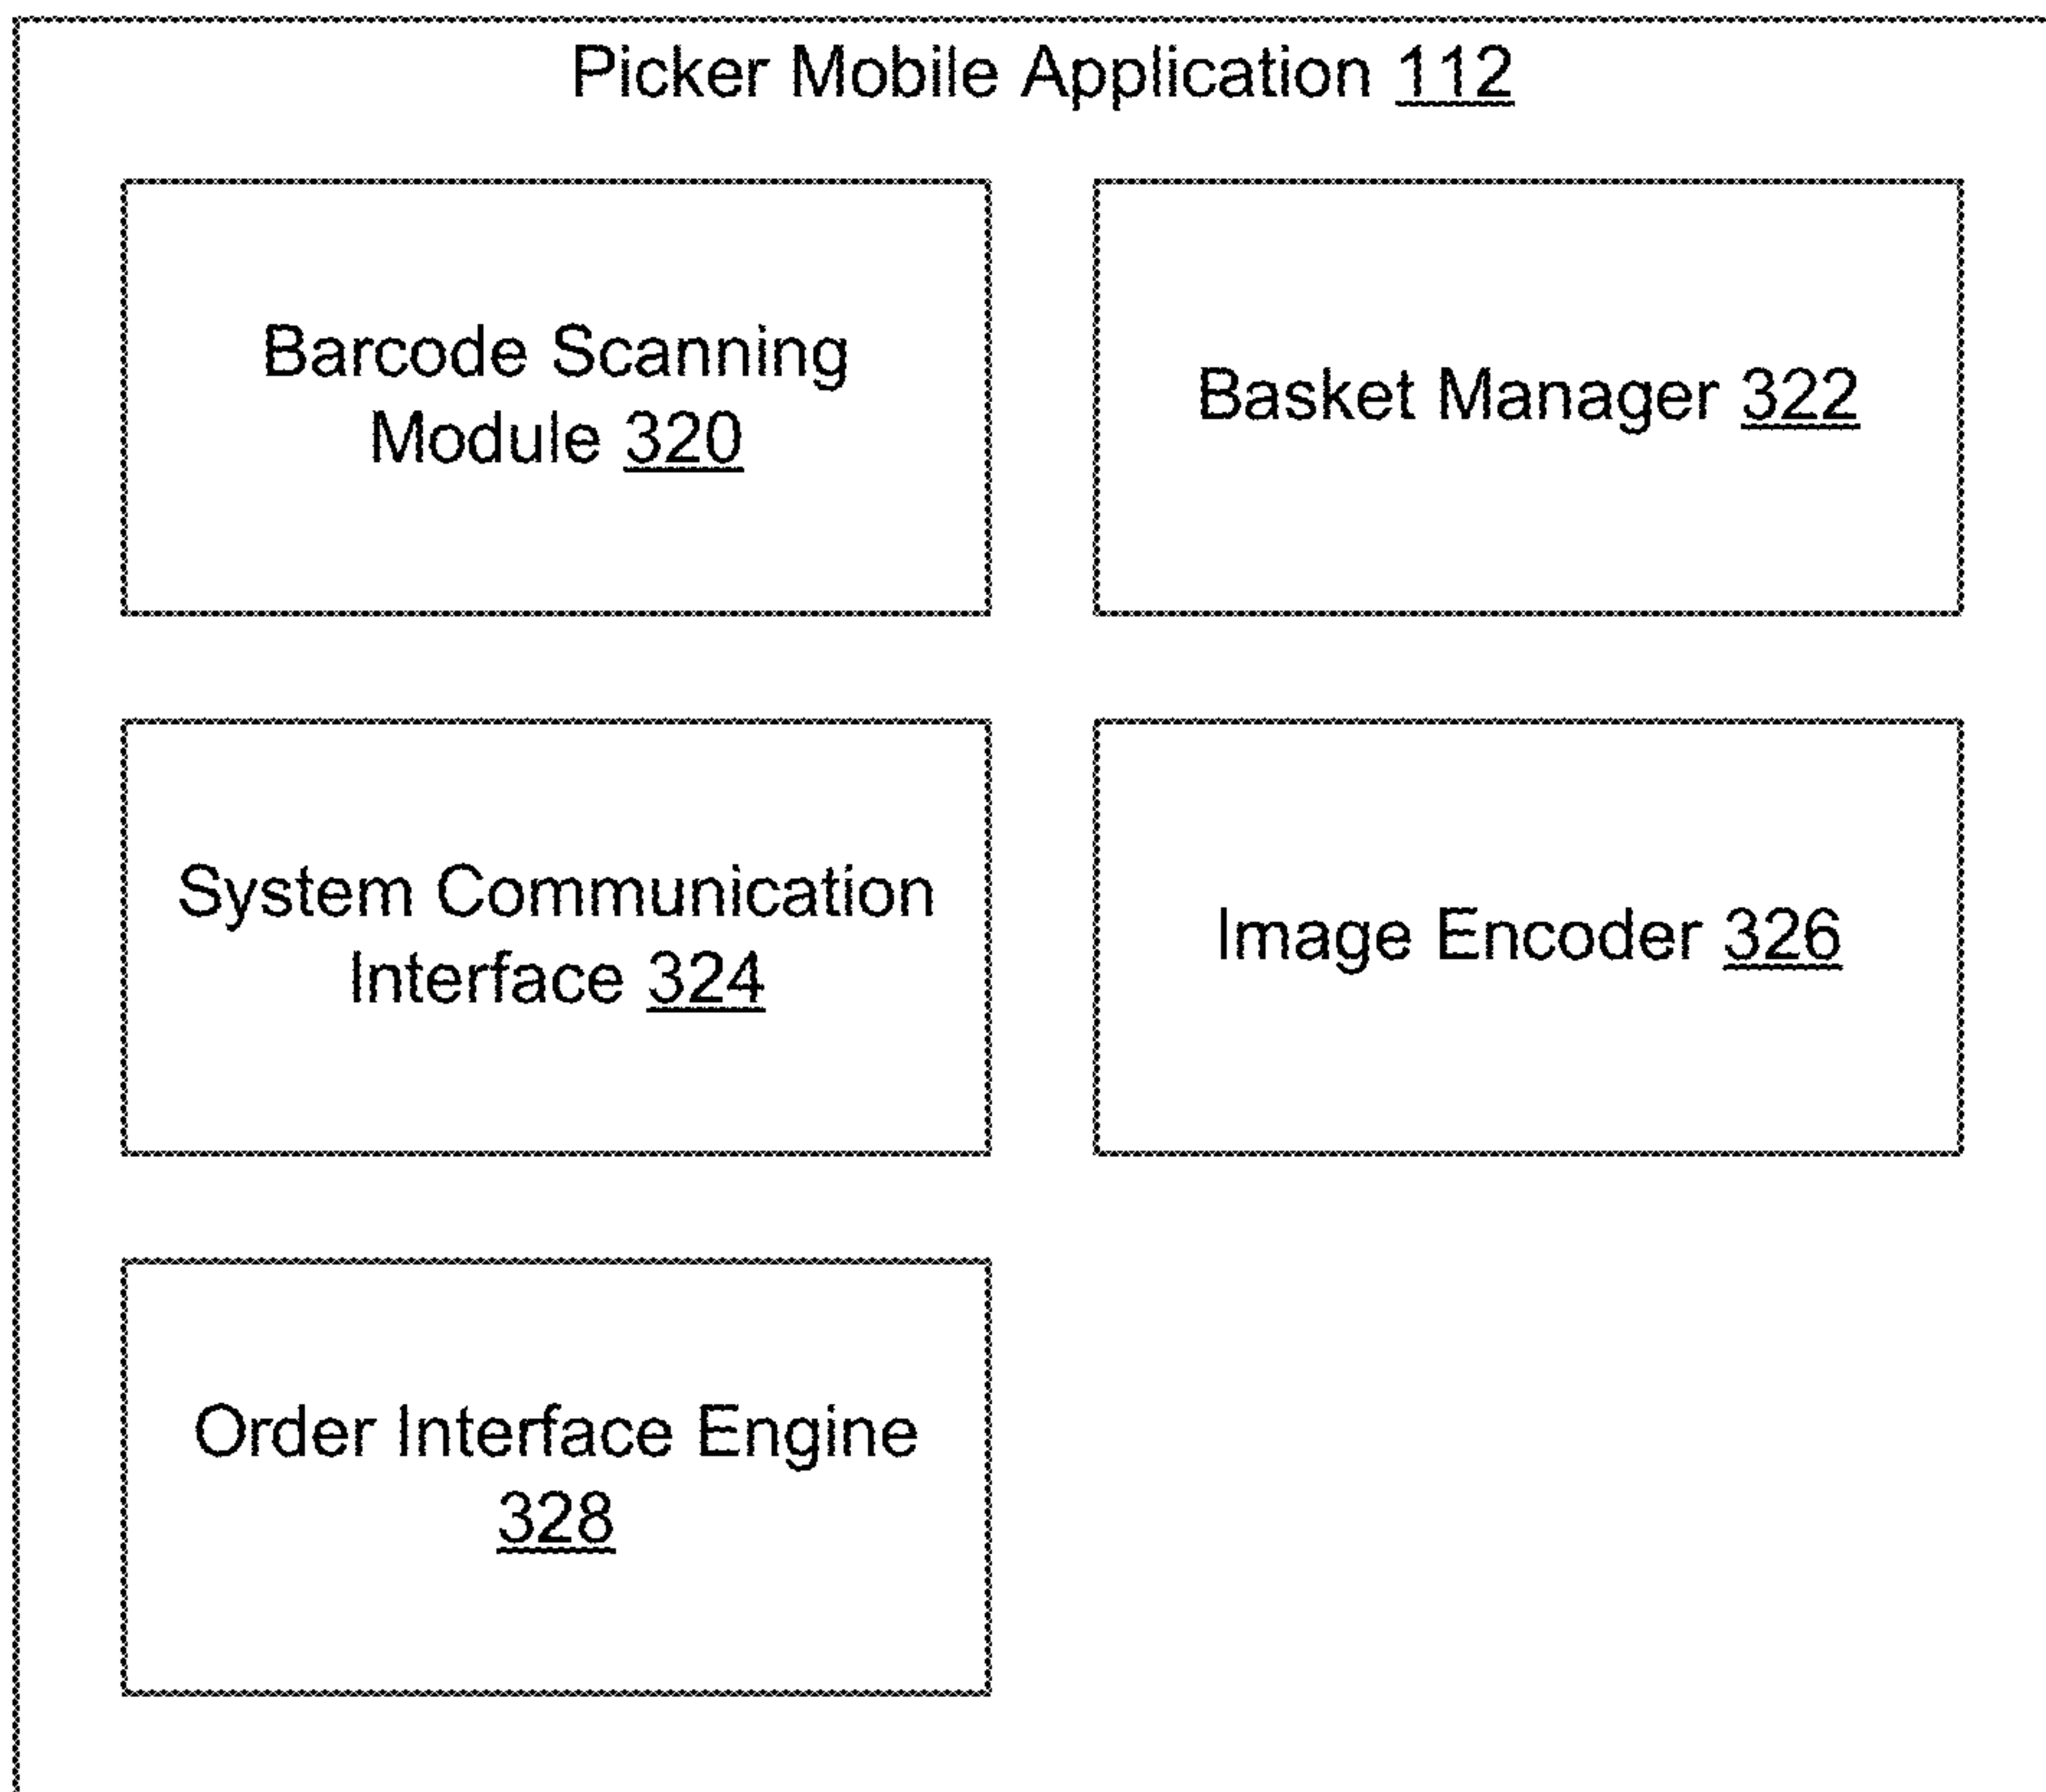 Picker Mobile Application 112
Barcode Scanning
Module 320
Basket Manager 322
System Communication
Interface 324
Image Encoder 326
Order Interface Engine
328